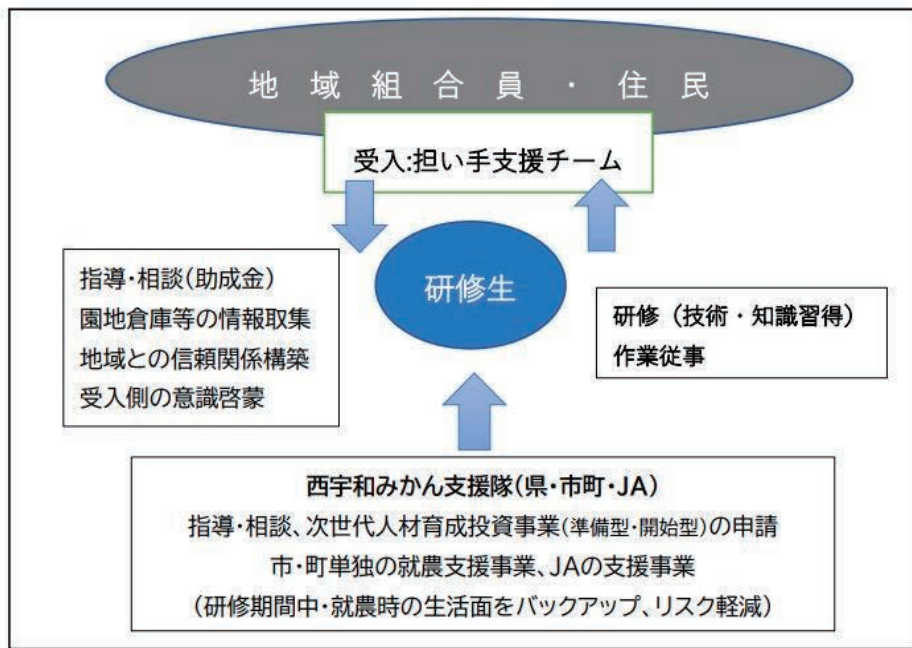 地域組合員・住民
受入:担い手支援チーム
研修生
指導・相談(助成金)
園地倉庫等の情報取集
地域との信頼関係構築
受入側の意識啓蒙
研修（技術・知識習得）
作業従事
西宇和みかん支援隊(県・市町・JA)
指導・相談、次世代人材育成投資事業(準備型・開始型)の申請
市・町単独の就農支援事業、JAの支援事業
(研修期間中・就農時の生活面をバックアップ、リスク軽減)